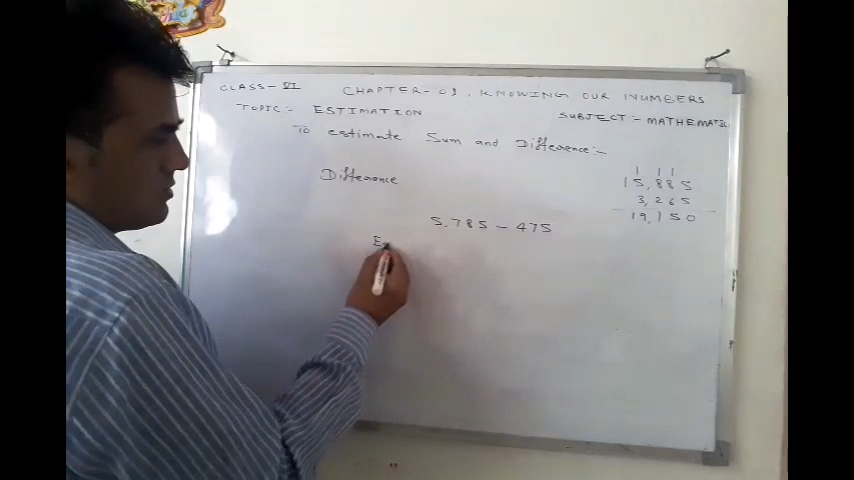 CLASS- VI CHAPTER-01. KNOWING OUR NUMBERS
TOPIC:- ESTIMATION SUBJECT:- MATHEMATIC
To estimate Sum and Difference:-
Difference
1 1 1
15,885
3,265
19,150
5,785 - 475
E